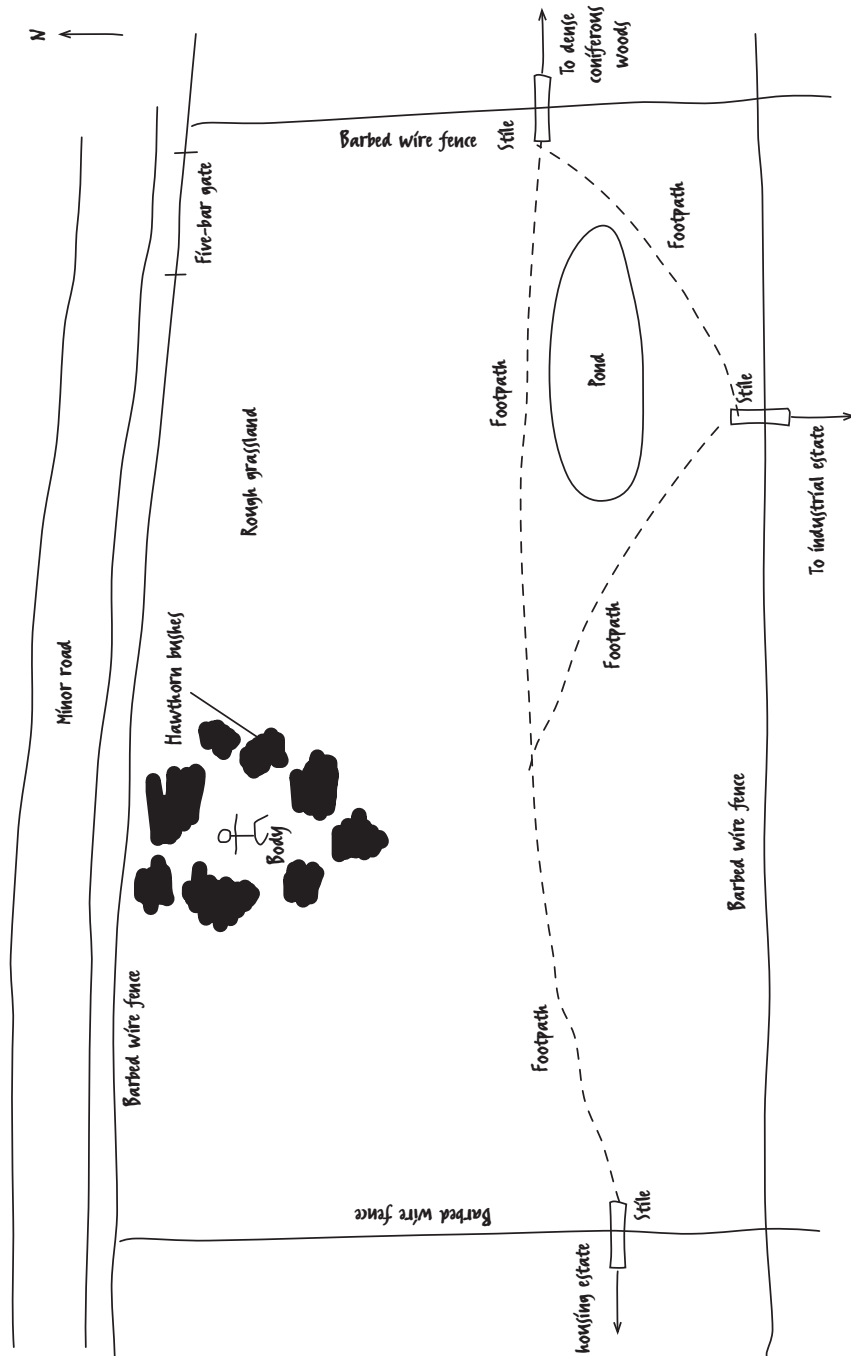 N
Minor road
Barbed wire fence
Hawthorn bushes
Five-bar gate
Body
Rough grassland
Barbed wire fence
Barbed wire fence
Stile
To dense
coniferous
woods
Footpath
Footpath
Pond
Footpath
Footpath
housing estate
Stile
Barbed wire fence
Stile
To industrial estate